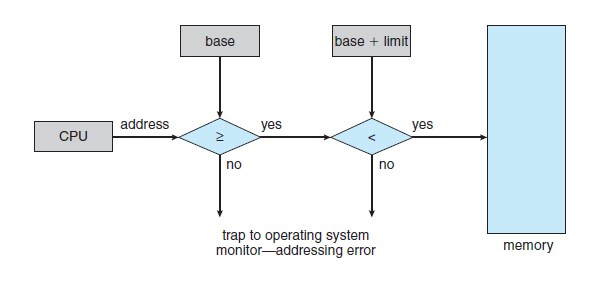 base
base + limit
CPU
address
≥
yes
<
yes
no
no
trap to operating system
monitor—addressing error
memory